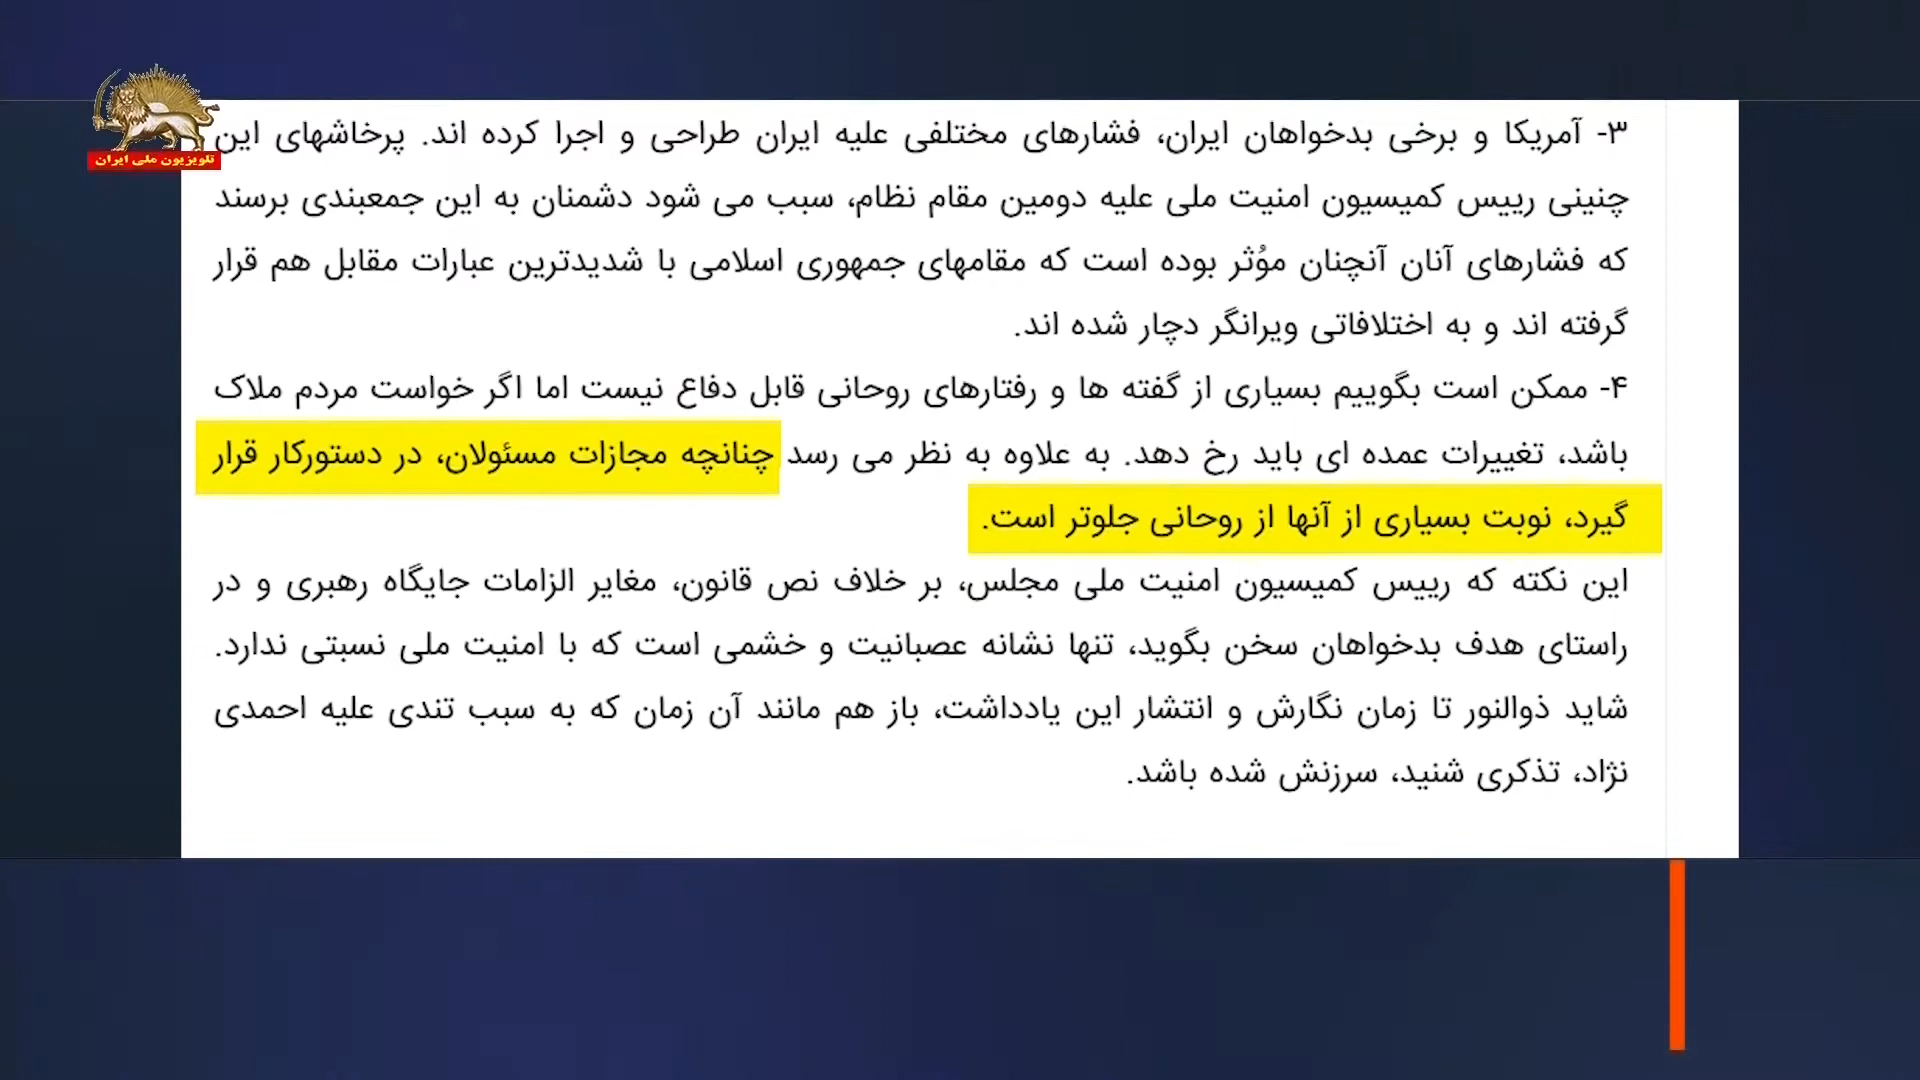 تلویزیون ملی ایران
۳- آمریکا و برخی بدخواهان ایران، فشارهای مختلفی علیه ایران طراحی و اجرا کرده اند. پرخاشهای این
چنینی رییس کمیسیون امنیت ملی علیه دومین مقام نظام، سبب می شود دشمنان به این جمعبندی برسند
که فشارهای آنان آنچنان موُثر بوده است که مقامهای جمهوری اسلامی با شدیدترین عبارات مقابل هم قرار
گرفته اند و به اختلافاتی ویرانگر دچار شده اند.
۴- ممکن است بگوییم بسیاری از گفته ها و رفتارهای روحانی قابل دفاع نیست اما اگر خواست مردم ملاک
باشد، تغییرات عمده ای باید رخ دهد. به علاوه به نظر می رسد چنانچه مجازات مسئولان، در دستورکار قرار
گیرد، نوبت بسیاری از آنها از روحانی جلوتر است.
این نکته که رییس کمیسیون امنیت ملی مجلس، بر خلاف نص قانون، مغایر الزامات جایگاه رهبری و در
راستای هدف بدخواهان سخن بگوید، تنها نشانه عصبانیت و خشمی است که با امنیت ملی نسبتی ندارد.
شاید ذوالنور تا زمان نگارش و انتشار این یادداشت، باز هم مانند آن زمان که به سبب تندی علیه احمدی
نژاد، تذکری شنید، سرزنش شده باشد.